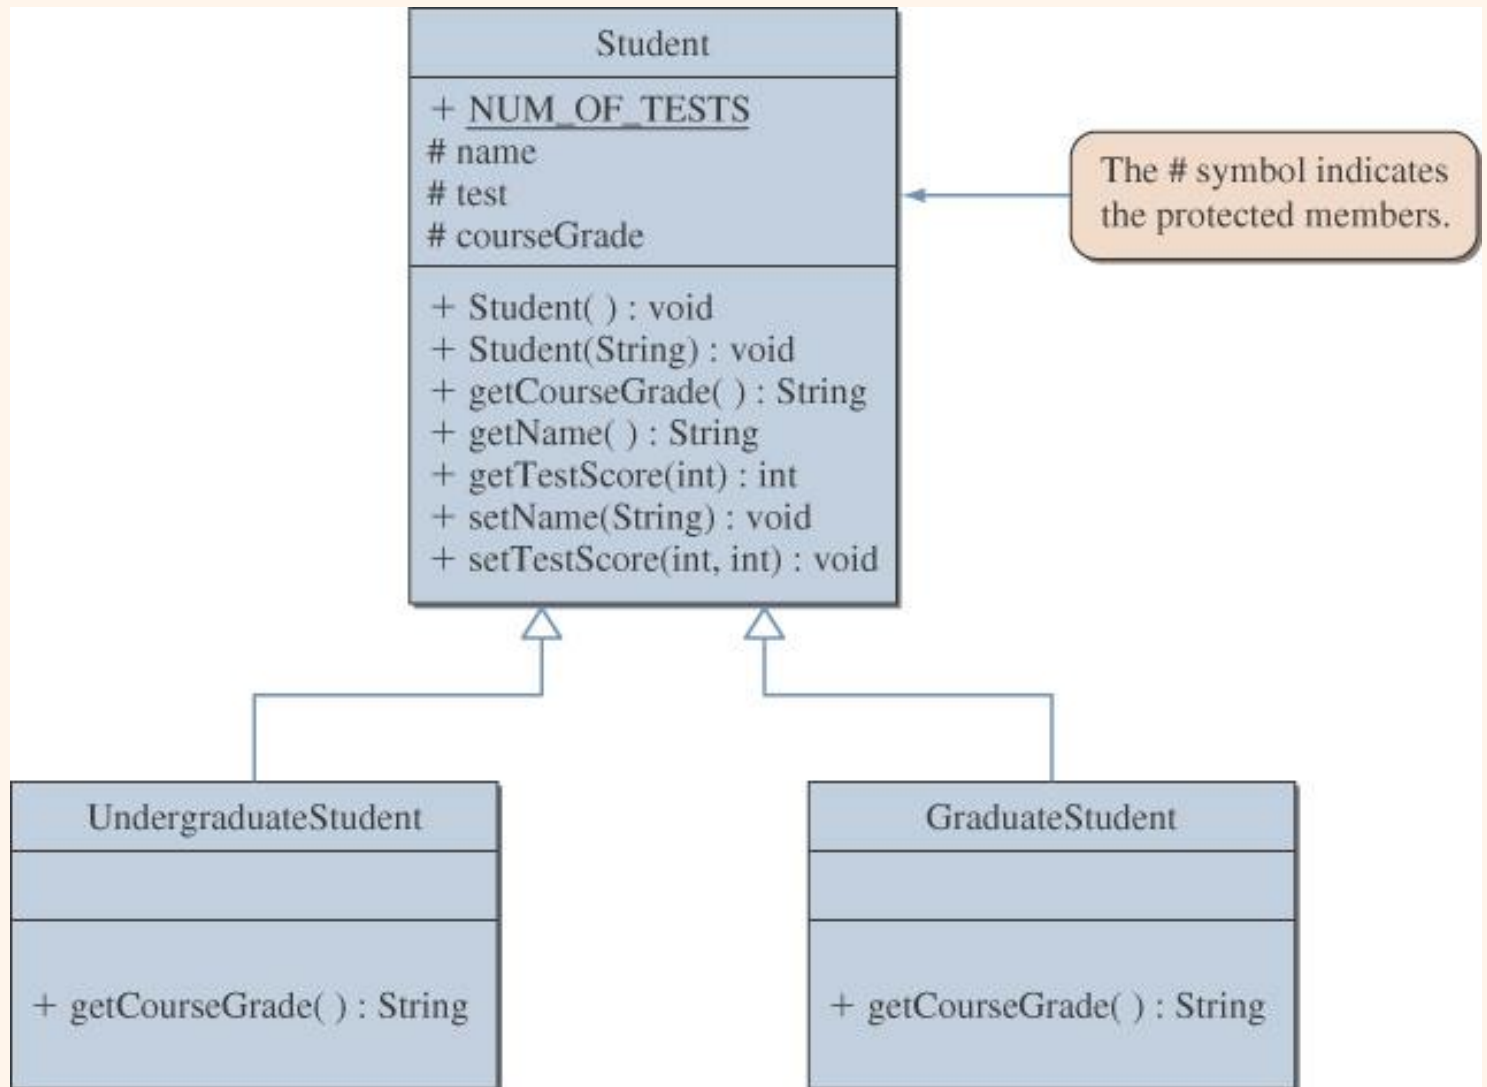 Student
+ NUM_OF_TESTS
# name
# test
# courseGrade
The # symbol indicates
the protected members.
+ Student( ) : void
+ Student(String) : void
+ getCourseGrade( ) : String
+ getName( ) : String
+ getTestScore(int) : int
+ setName(String) : void
+ setTestScore(int, int) : void
UndergraduateStudent
+ getCourseGrade( ) : String
GraduateStudent
+ getCourseGrade( ) : String